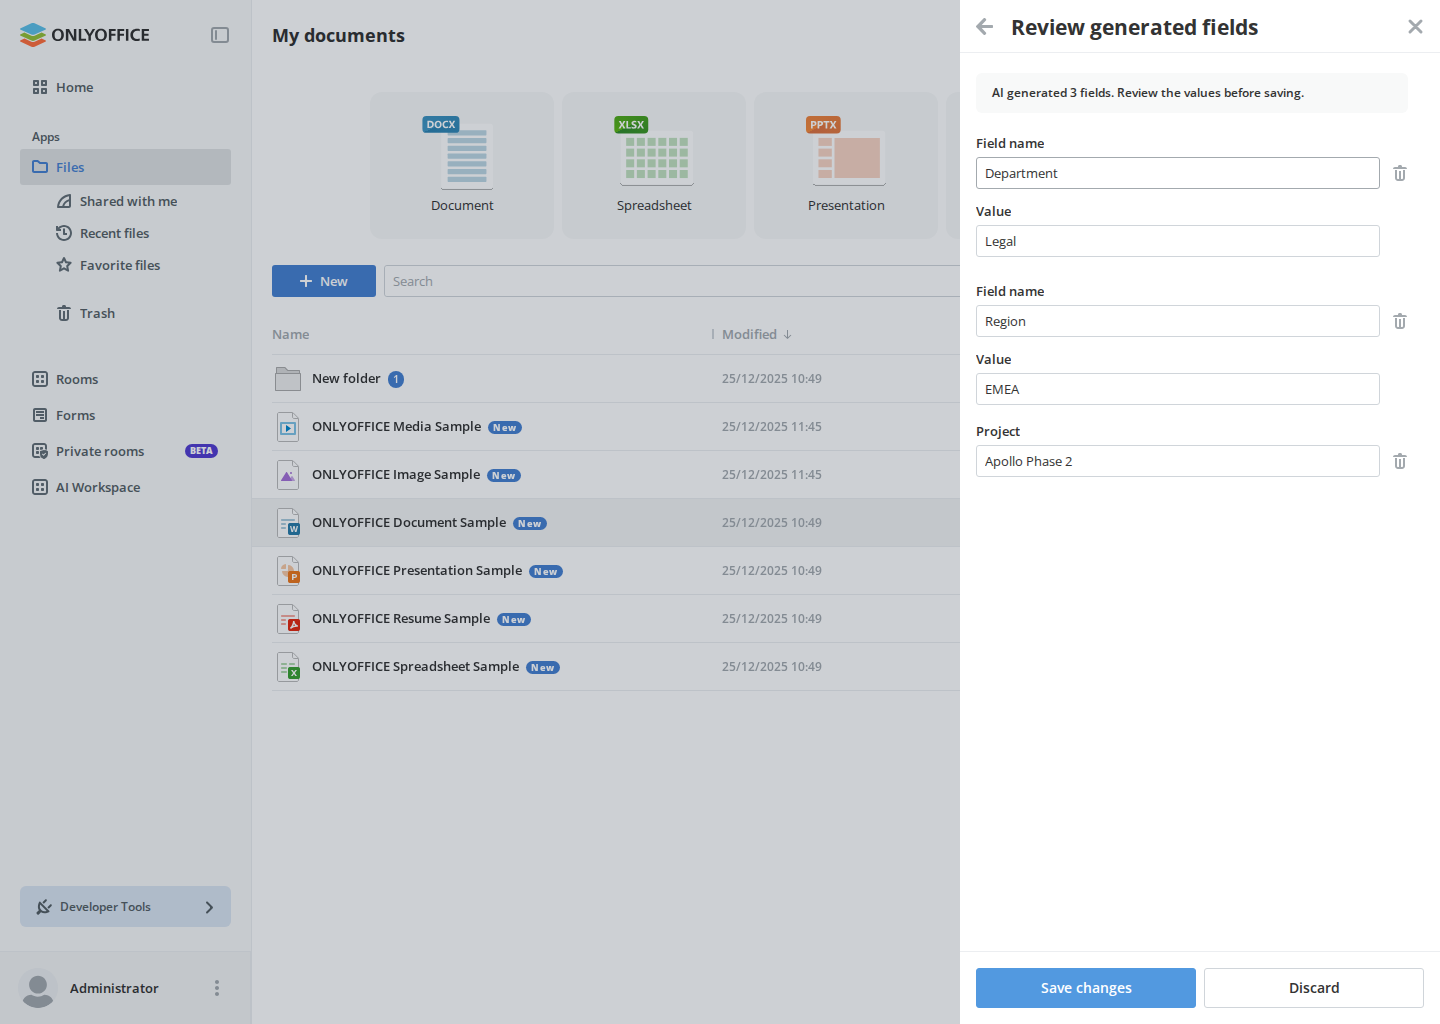 ONLYOFFICE
Home
Apps
Files
Shared with me
Recent files
Favorite files
Trash
Rooms
Forms
Private rooms BETA
AI Workspace
Developer Tools
Administrator
My documents
DOCX
Document
XLSX
Spreadsheet
PPTX
Presentation
New
Search
Name Modified
New folder 1 25/12/2025 10:49
ONLYOFFICE Media Sample New 25/12/2025 11:45
ONLYOFFICE Image Sample New 25/12/2025 11:45
W
ONLYOFFICE Document Sample New 25/12/2025 10:49
P
ONLYOFFICE Presentation Sample New 25/12/2025 10:49
ONLYOFFICE Resume Sample New 25/12/2025 10:49
X
ONLYOFFICE Spreadsheet Sample New 25/12/2025 10:49
Review generated fields
AI generated 3 fields. Review the values before saving.
Field name
Department
Value
Legal
Field name
Region
Value
EMEA
Project
Apollo Phase 2
Save changes
Discard